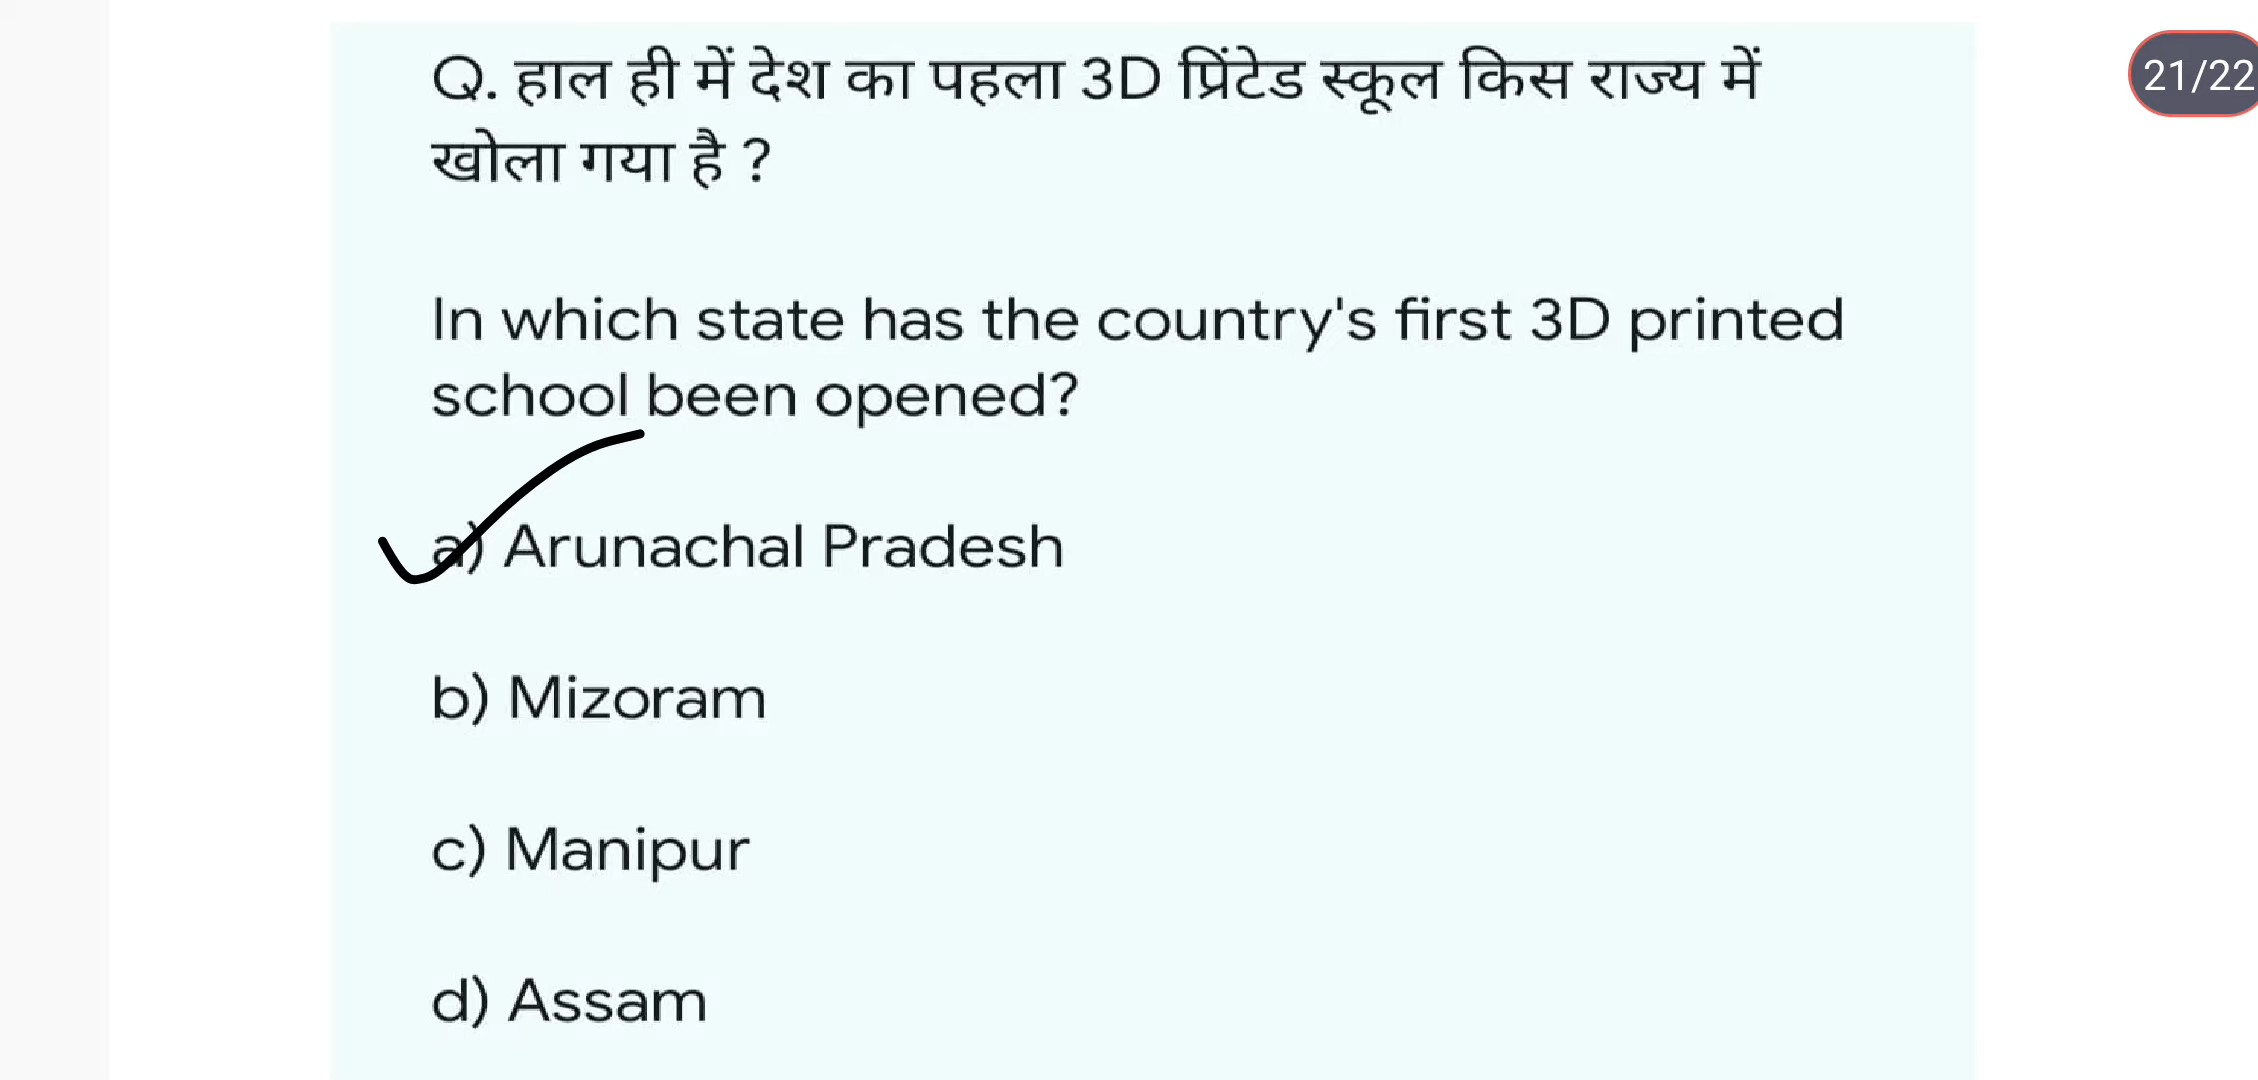 Q. हाल ही में देश का पहला 3D प्रिंटेड स्कूल किस राज्य में
21/22
खोला गया है ?
In which state has the country's first 3D printed
school been opened?
a) Arunachal Pradesh
b) Mizoram
c) Manipur
d) Assam